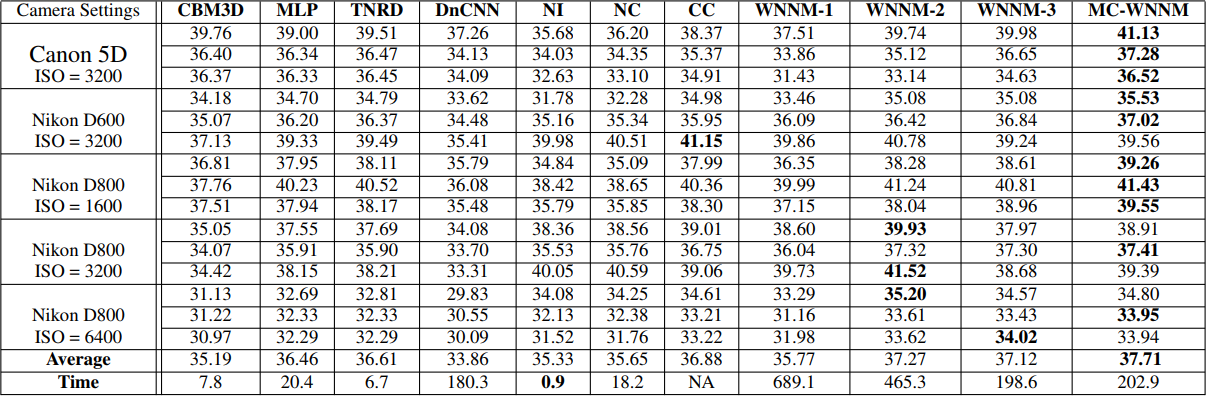 Camera Settings CBM3D MLP TNRD DnCNN NI NC CC WNNM-1 WNNM-2 WNNM-3 MC-WNNM
39.76 39.00 39.51 37.26 35.68 36.20 38.37 37.51 39.74 39.98 41.13
Canon 5D 36.40 36.34 36.47 34.13 34.03 34.35 35.37 33.86 35.12 36.65 37.28
ISO = 3200 36.37 36.33 36.45 34.09 32.63 33.10 34.91 31.43 33.14 34.63 36.52
34.18 34.70 34.79 33.62 31.78 32.28 34.98 33.46 35.08 35.08 35.53
Nikon D600 35.07 36.20 36.37 34.48 35.16 35.34 35.95 36.09 36.42 36.84 37.02
ISO = 3200 37.13 39.33 39.49 35.41 39.98 40.51 41.15 39.86 40.78 39.24 39.56
36.81 37.95 38.11 35.79 34.84 35.09 37.99 36.35 38.28 38.61 39.26
Nikon D800 37.76 40.23 40.52 36.08 38.42 38.65 40.36 39.99 41.24 40.81 41.43
ISO = 1600 37.51 37.94 38.17 35.48 35.79 35.85 38.30 37.15 38.04 38.96 39.55
35.05 37.55 37.69 34.08 38.36 38.56 39.01 38.60 39.93 37.97 38.91
Nikon D800 34.07 35.91 35.90 33.70 35.53 35.76 36.75 36.04 37.32 37.30 37.41
ISO = 3200 34.42 38.15 38.21 33.31 40.05 40.59 39.06 39.73 41.52 38.68 39.39
31.13 32.69 32.81 29.83 34.08 34.25 34.61 33.29 35.20 34.57 34.80
Nikon D800 31.22 32.33 32.33 30.55 32.13 32.38 33.21 31.16 33.61 33.43 33.95
ISO = 6400 30.97 32.29 32.29 30.09 31.52 31.76 33.22 31.98 33.62 34.02 33.94
Average 35.19 36.46 36.61 33.86 35.33 35.65 36.88 35.77 37.27 37.12 37.71
Time 7.8 20.4 6.7 180.3 0.9 18.2 NA 689.1 465.3 198.6 202.9